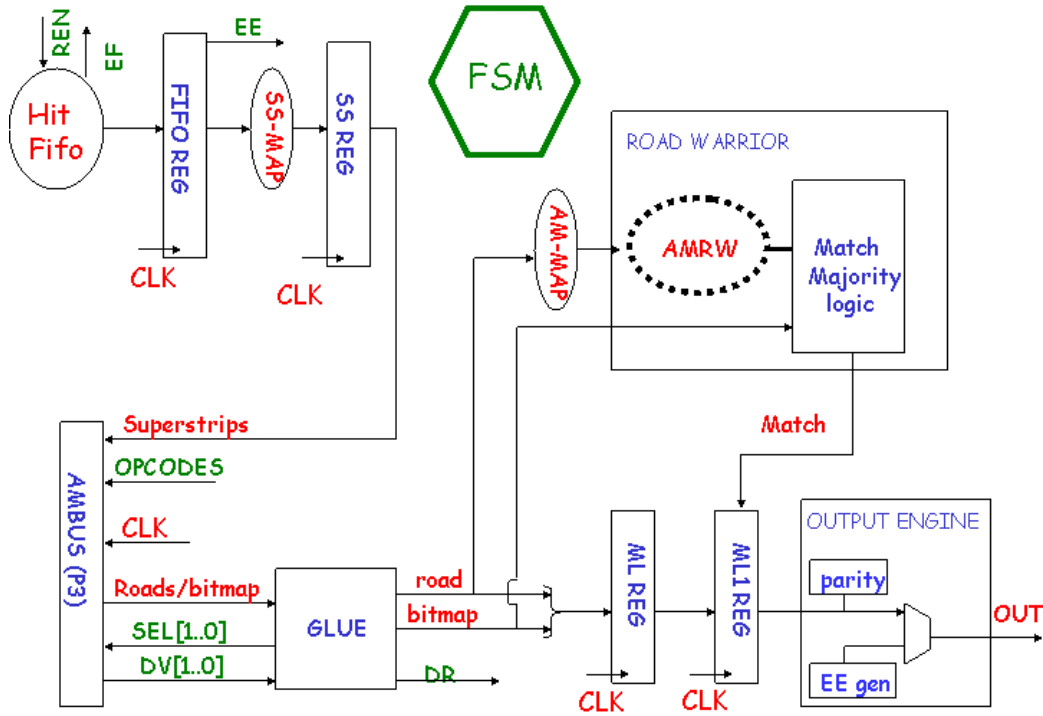 REN
EF
EE
Hit
Fifo
FIFO REG
SS-MAP
SS REG
CLK
CLK
FSM
ROAD WARRIOR
AM-MAP
AMRW
Match
Majority
logic
Match
AMBUS (P3)
Superstrips
OPCODES
CLK
Roads/bitmap
SEL[1..0]
DV[1..0]
GLUE
road
bitmap
DR
ML REG
CLK
ML1 REG
CLK
OUTPUT ENGINE
parity
EE gen
OUT